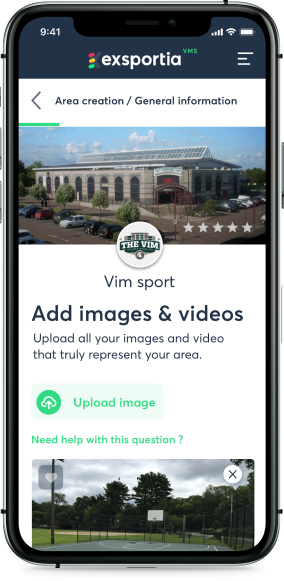 9:41
exsportia VMS
Area creation / General information
THE VIM
Vim sport
Add images & videos
Upload all your images and video
that truly represent your area.
Upload image
Need help with this question ?